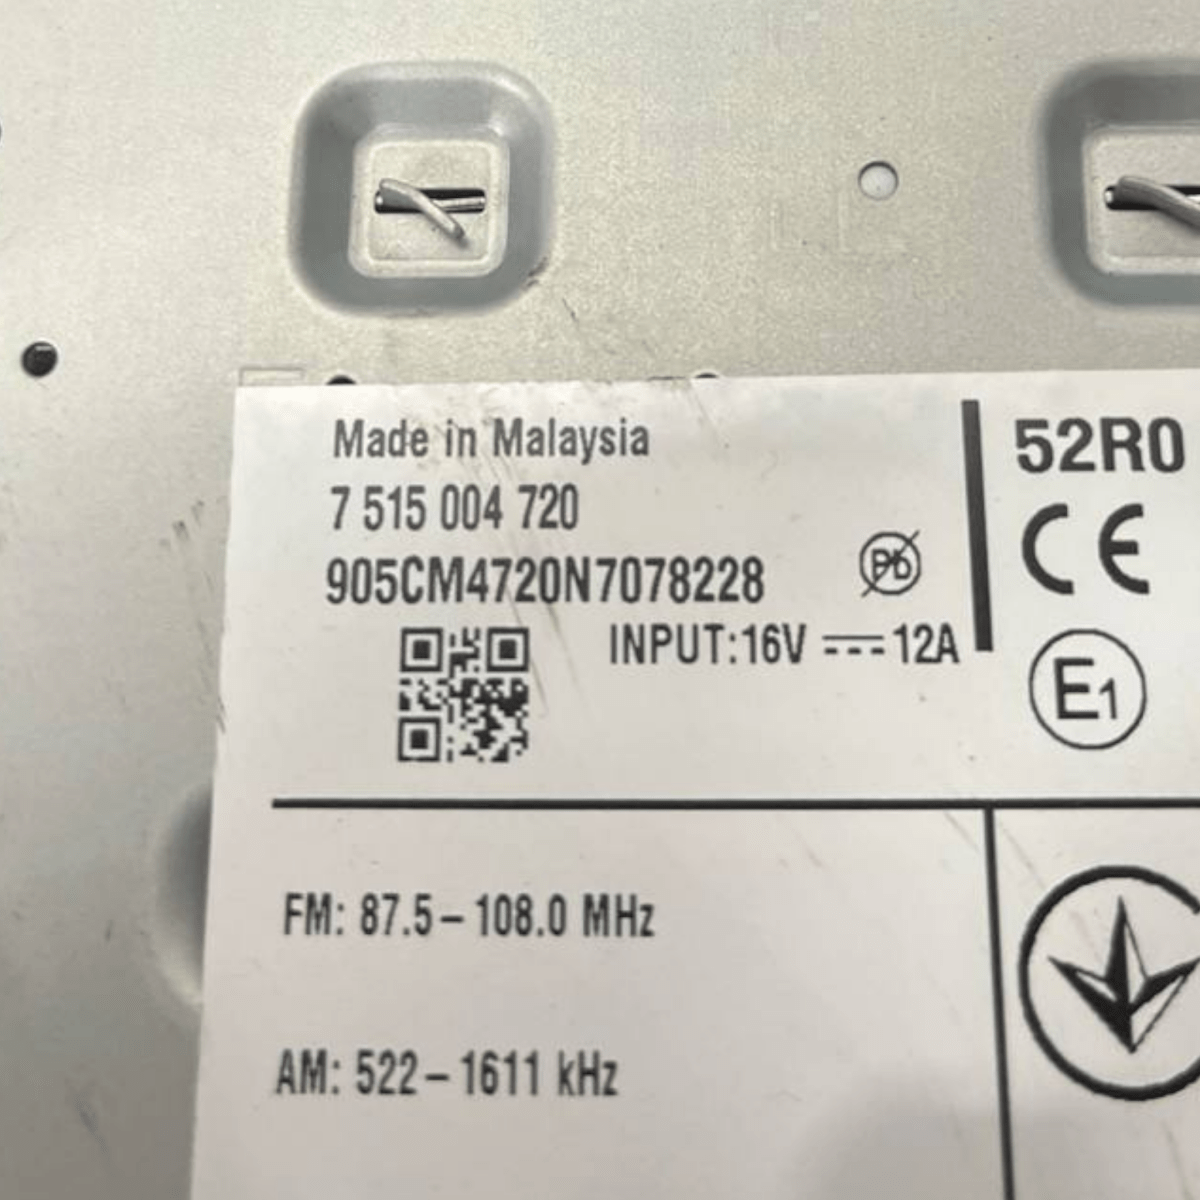 Made in Malaysia
7 515 004 720
905CM4720N7078228
Pb
INPUT:16V ⎓ 12A
52R0
CE
E1
FM: 87.5 – 108.0 MHz
AM: 522 – 1611 kHz